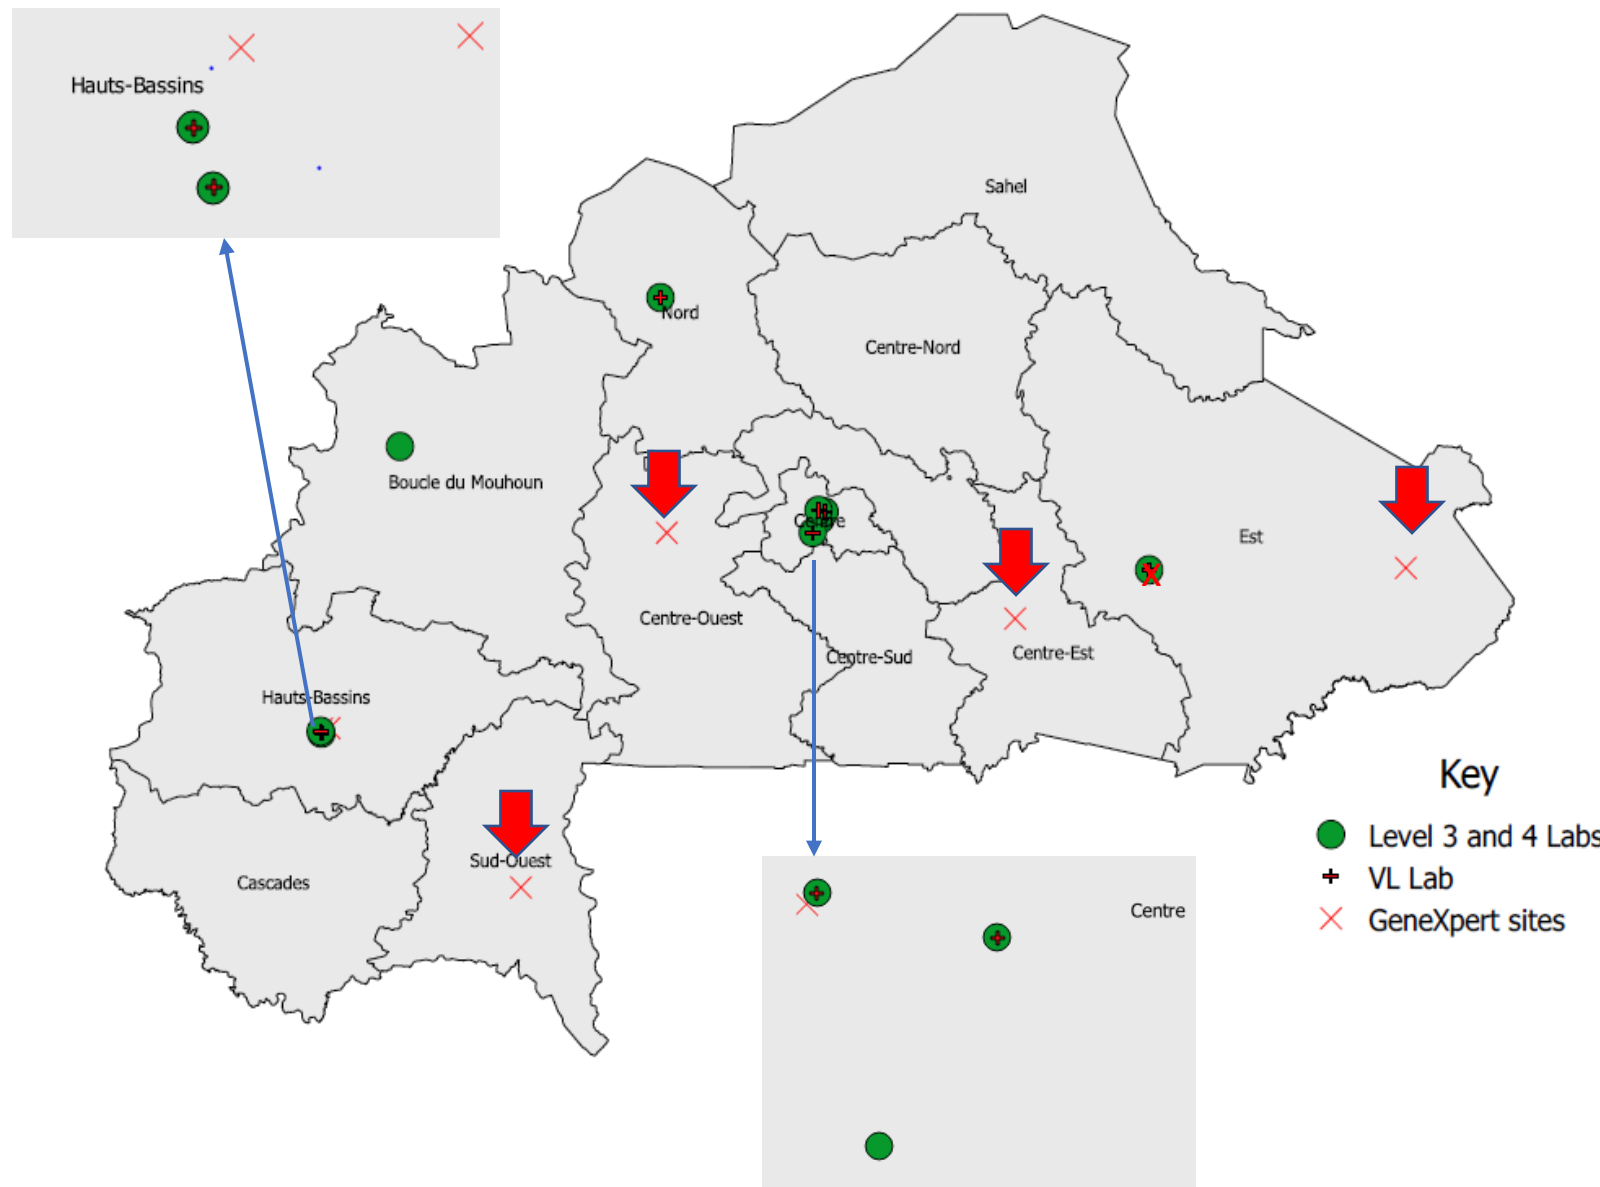 Hauts-Bassins
Sahel
Nord
Centre-Nord
Boucle du Mouhoun
Centre
Est
Centre-Ouest
Centre-Est
Centre-Sud
Hauts-Bassins
Key
Level 3 and 4 Labs
Sud-Ouest
VL Lab
Cascades
Centre
GeneXpert sites